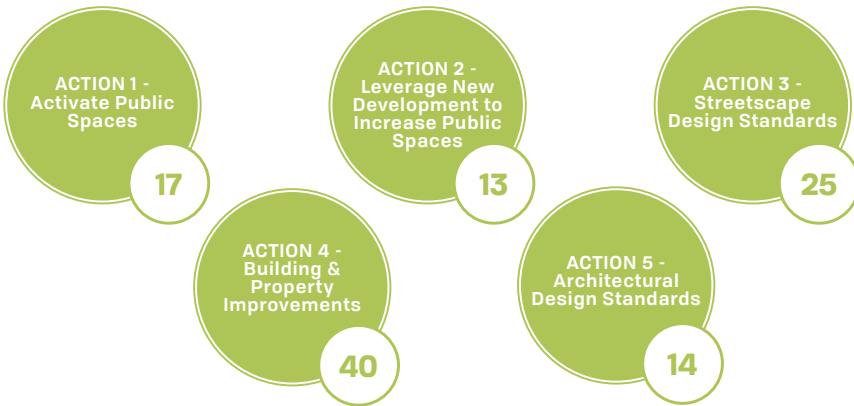 ACTION 1 -
Activate Public
Spaces
17
ACTION 2 -
Leverage New
Development to
Increase Public
Spaces
13
ACTION 3 -
Streetscape
Design Standards
25
ACTION 4 -
Building &
Property
Improvements
40
ACTION 5 -
Architectural
Design Standards
14